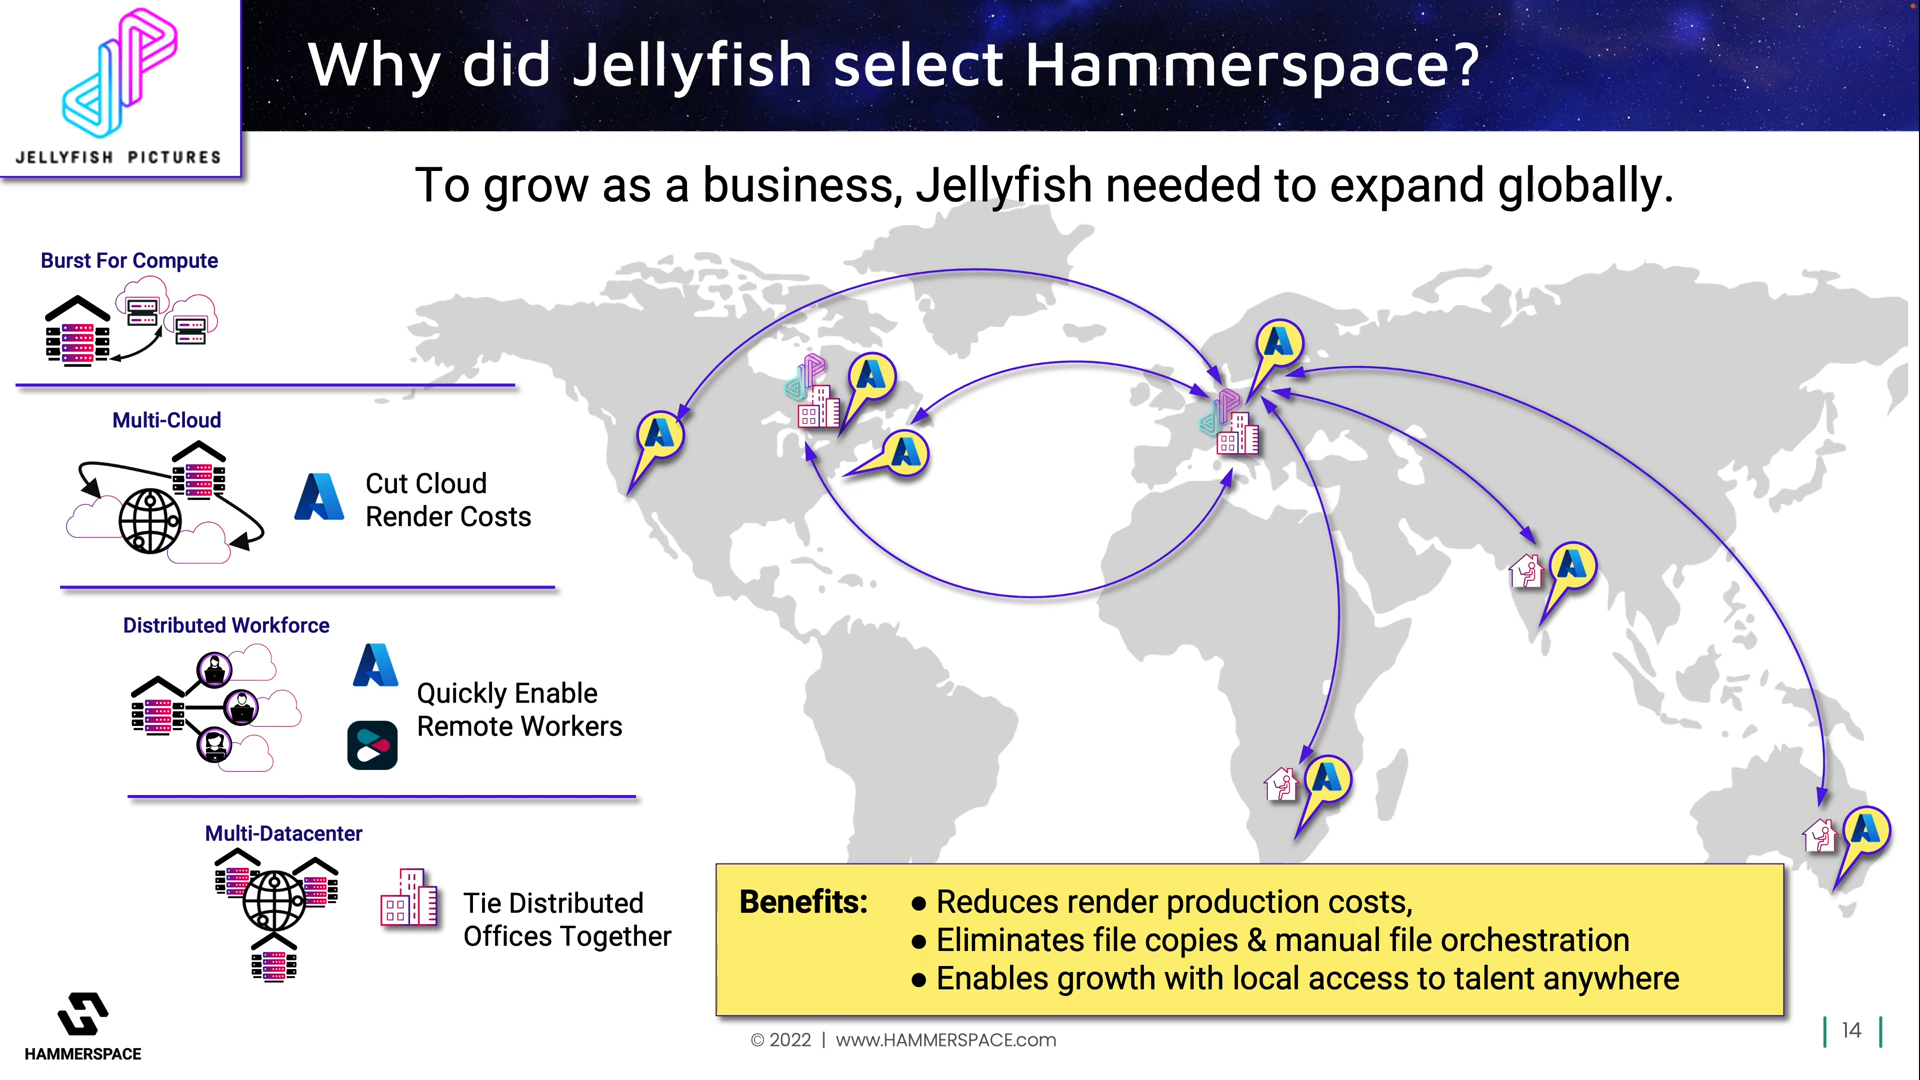 JELLYFISH PICTURES
Why did Jellyfish select Hammerspace?
To grow as a business, Jellyfish needed to expand globally.
Burst For Compute
Multi-Cloud
Cut Cloud
Render Costs
Distributed Workforce
Quickly Enable
Remote Workers
Multi-Datacenter
Tie Distributed
Offices Together
Benefits:
● Reduces render production costs,
● Eliminates file copies & manual file orchestration
● Enables growth with local access to talent anywhere
HAMMERSPACE
© 2022 | www.HAMMERSPACE.com
| 14 |